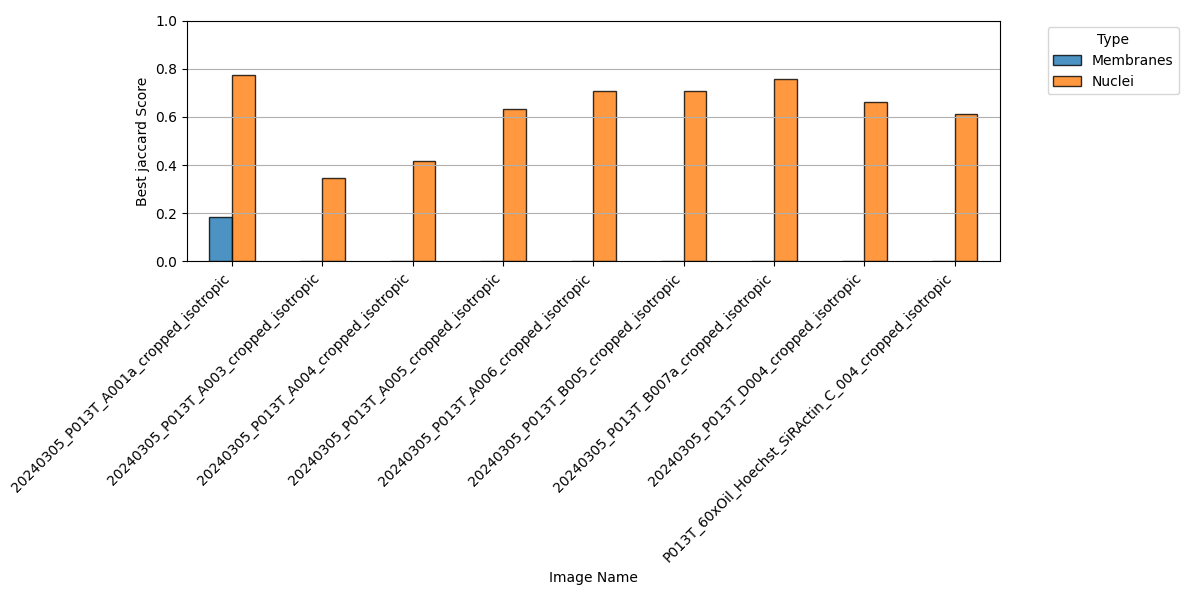 1.0
0.8
0.6
0.4
0.2
0.0
Best jaccard Score
Type
Membranes
Nuclei
20240305_P013T_A001a_cropped_isotropic
20240305_P013T_A003_cropped_isotropic
20240305_P013T_A004_cropped_isotropic
20240305_P013T_A005_cropped_isotropic
20240305_P013T_A006_cropped_isotropic
20240305_P013T_B005_cropped_isotropic
20240305_P013T_B007a_cropped_isotropic
20240305_P013T_D004_cropped_isotropic
P013T_60xOil_Hoechst_SiRActin_C_004_cropped_isotropic
Image Name